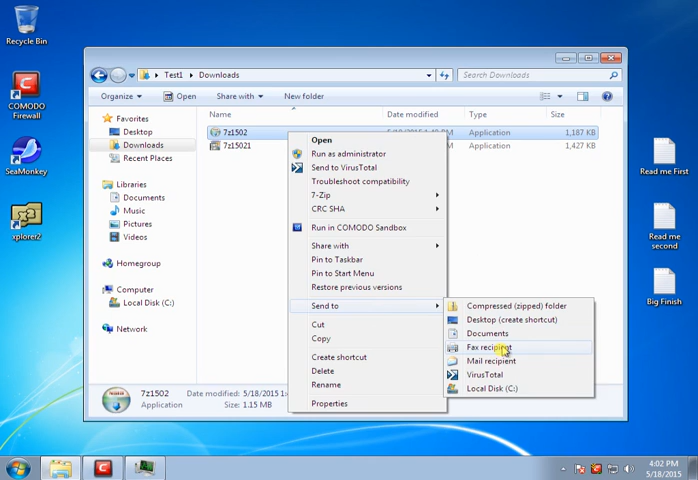 Recycle Bin
COMODO
Firewall
SeaMonkey
xplorer2
Read me First
Read me
second
Big Finish
Test1 Downloads
Search Downloads
Organize Open Share with New folder
Name Date modified Type Size
Favorites
Desktop
Downloads
Recent Places
Libraries
Documents
Music
Pictures
Videos
Homegroup
Computer
Local Disk (C:)
Network
7z1502 Application 1,187 KB
7z15021 Application 1,427 KB
Open
Run as administrator
Send to VirusTotal
Troubleshoot compatibility
7-Zip
CRC SHA
Run in COMODO Sandbox
Share with
Pin to Taskbar
Pin to Start Menu
Restore previous versions
Send to
Cut
Copy
Create shortcut
Delete
Rename
Properties
Compressed (zipped) folder
Desktop (create shortcut)
Documents
Fax recipient
Mail recipient
VirusTotal
Local Disk (C:)
7z1502 Date modified: 5/18/2015 1:
Application Size: 1.15 MB
4:02 PM
5/18/2015